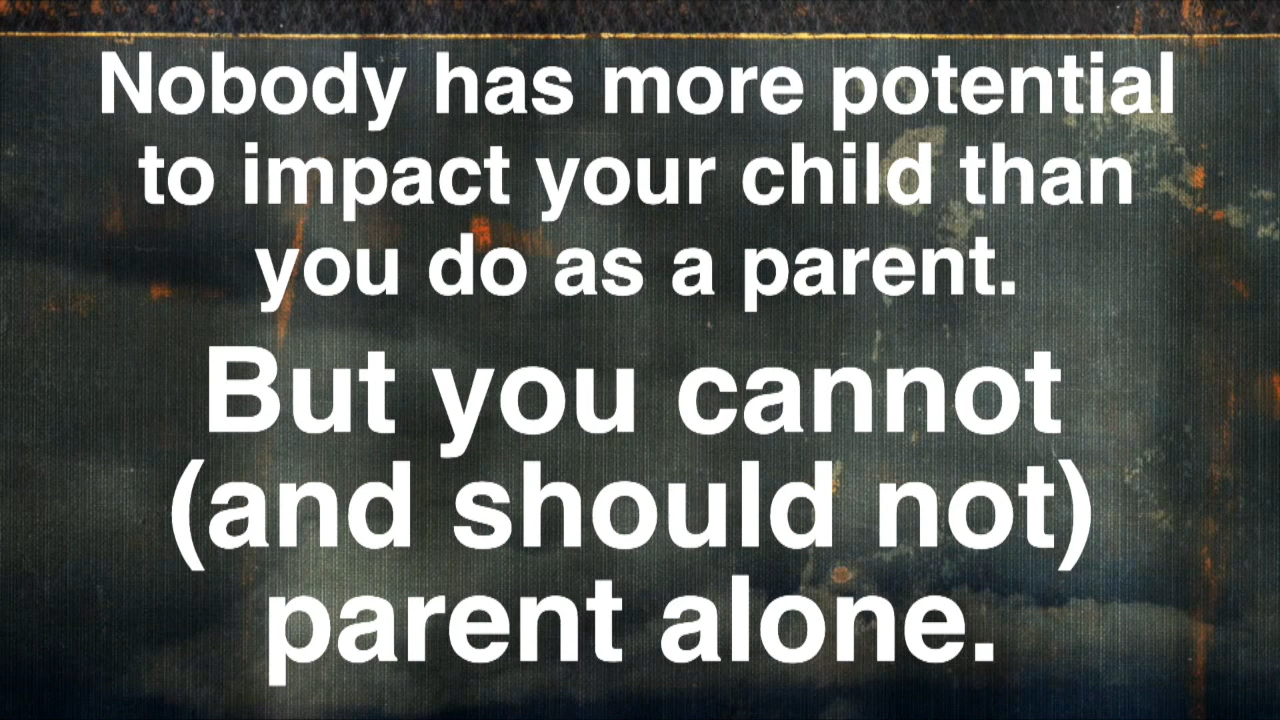 Nobody has more potential
to impact your child than
you do as a parent.
But you cannot
(and should not)
parent alone.